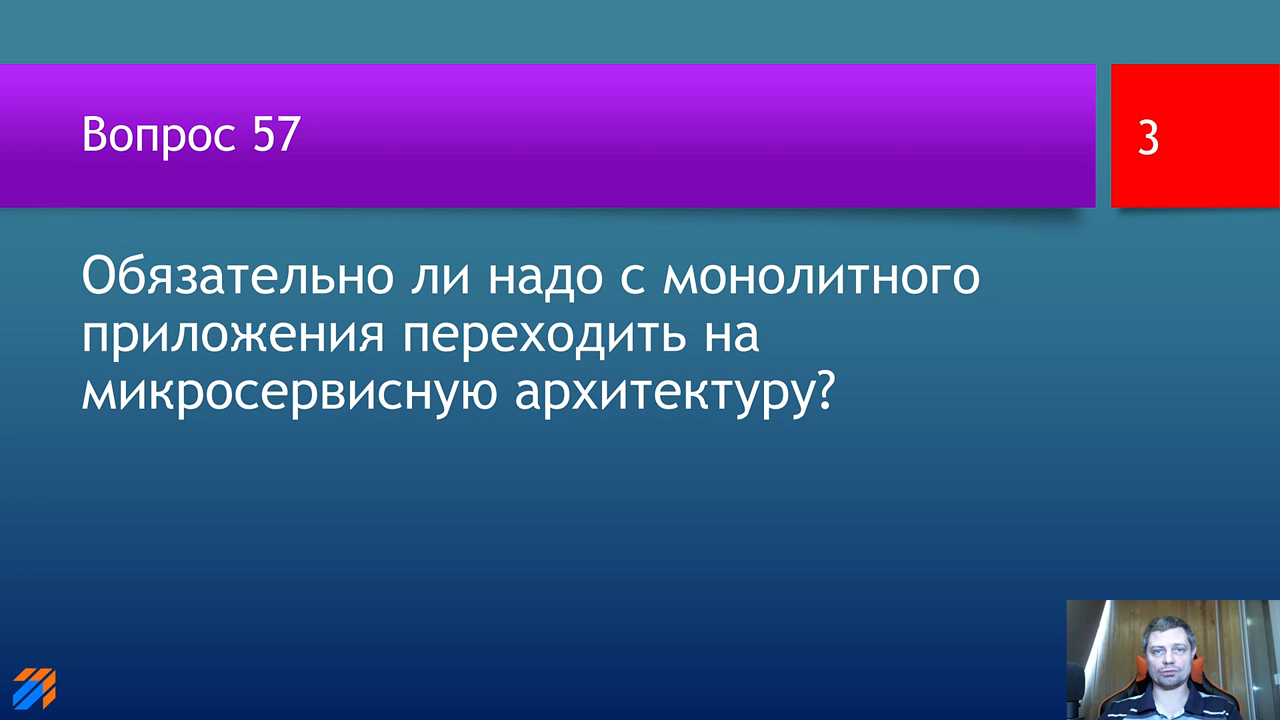 Вопрос 57
3
Обязательно ли надо с монолитного
приложения переходить на
микросервисную архитектуру?